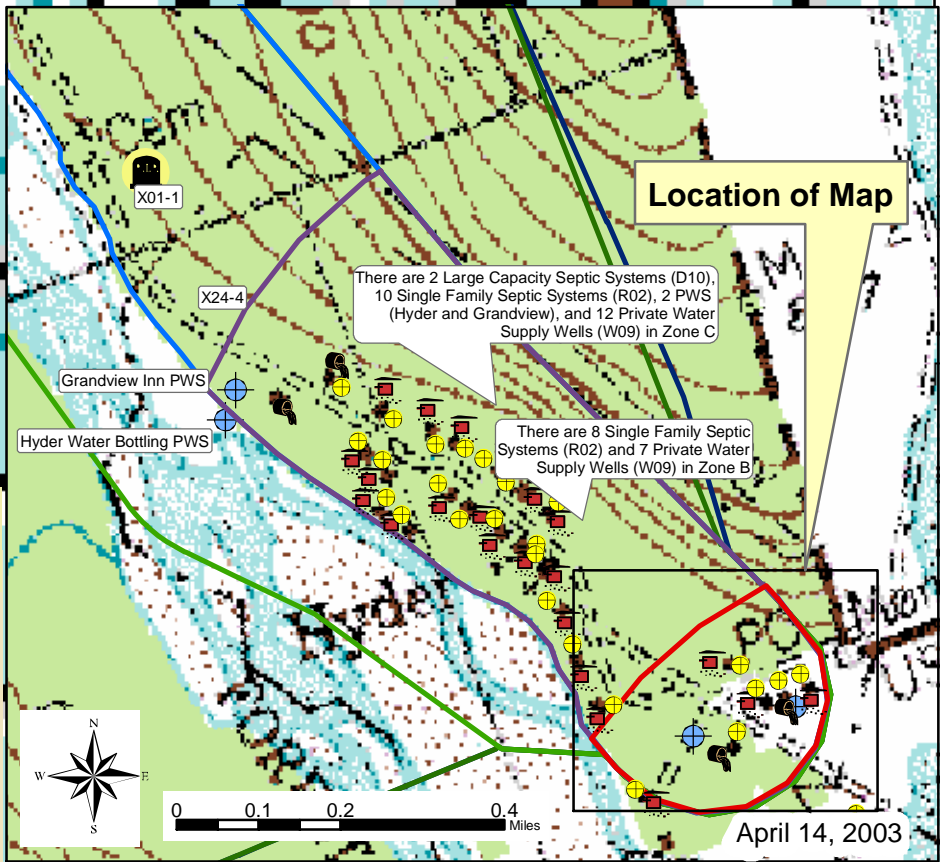 Cem
X01-1
Location of Map
X24-4
There are 2 Large Capacity Septic Systems (D10),
10 Single Family Septic Systems (R02), 2 PWS
(Hyder and Grandview), and 12 Private Water
Supply Wells (W09) in Zone C
Grandview Inn PWS
Hyder Water Bottling PWS
There are 8 Single Family Septic
Systems (R02) and 7 Private Water
Supply Wells (W09) in Zone B
N
W
E
S
0
0.1
0.2
0.4
Miles
April 14, 2003